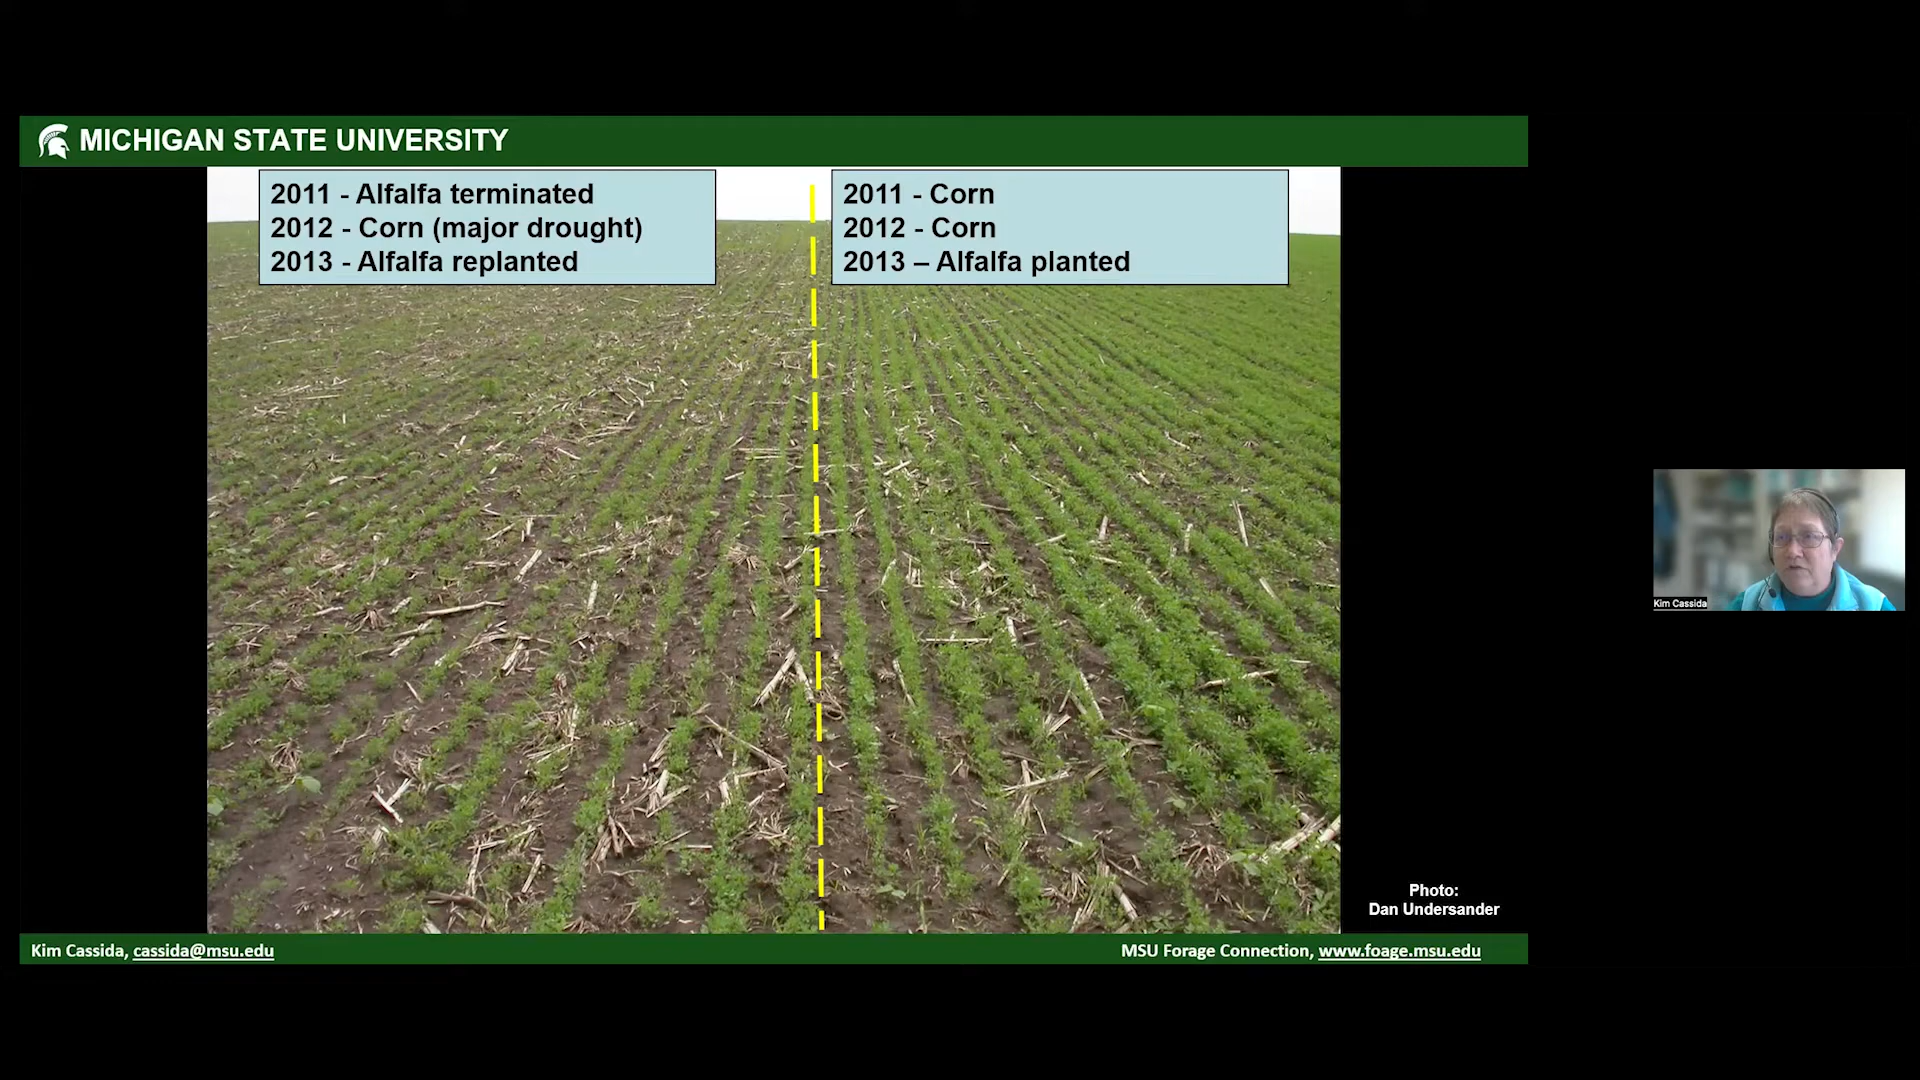 MICHIGAN STATE UNIVERSITY
2011 - Alfalfa terminated
2012 - Corn (major drought)
2013 - Alfalfa replanted
2011 - Corn
2012 - Corn
2013 – Alfalfa planted
Kim Cassida
Photo:
Dan Undersander
Kim Cassida, cassida@msu.edu
MSU Forage Connection, www.foage.msu.edu